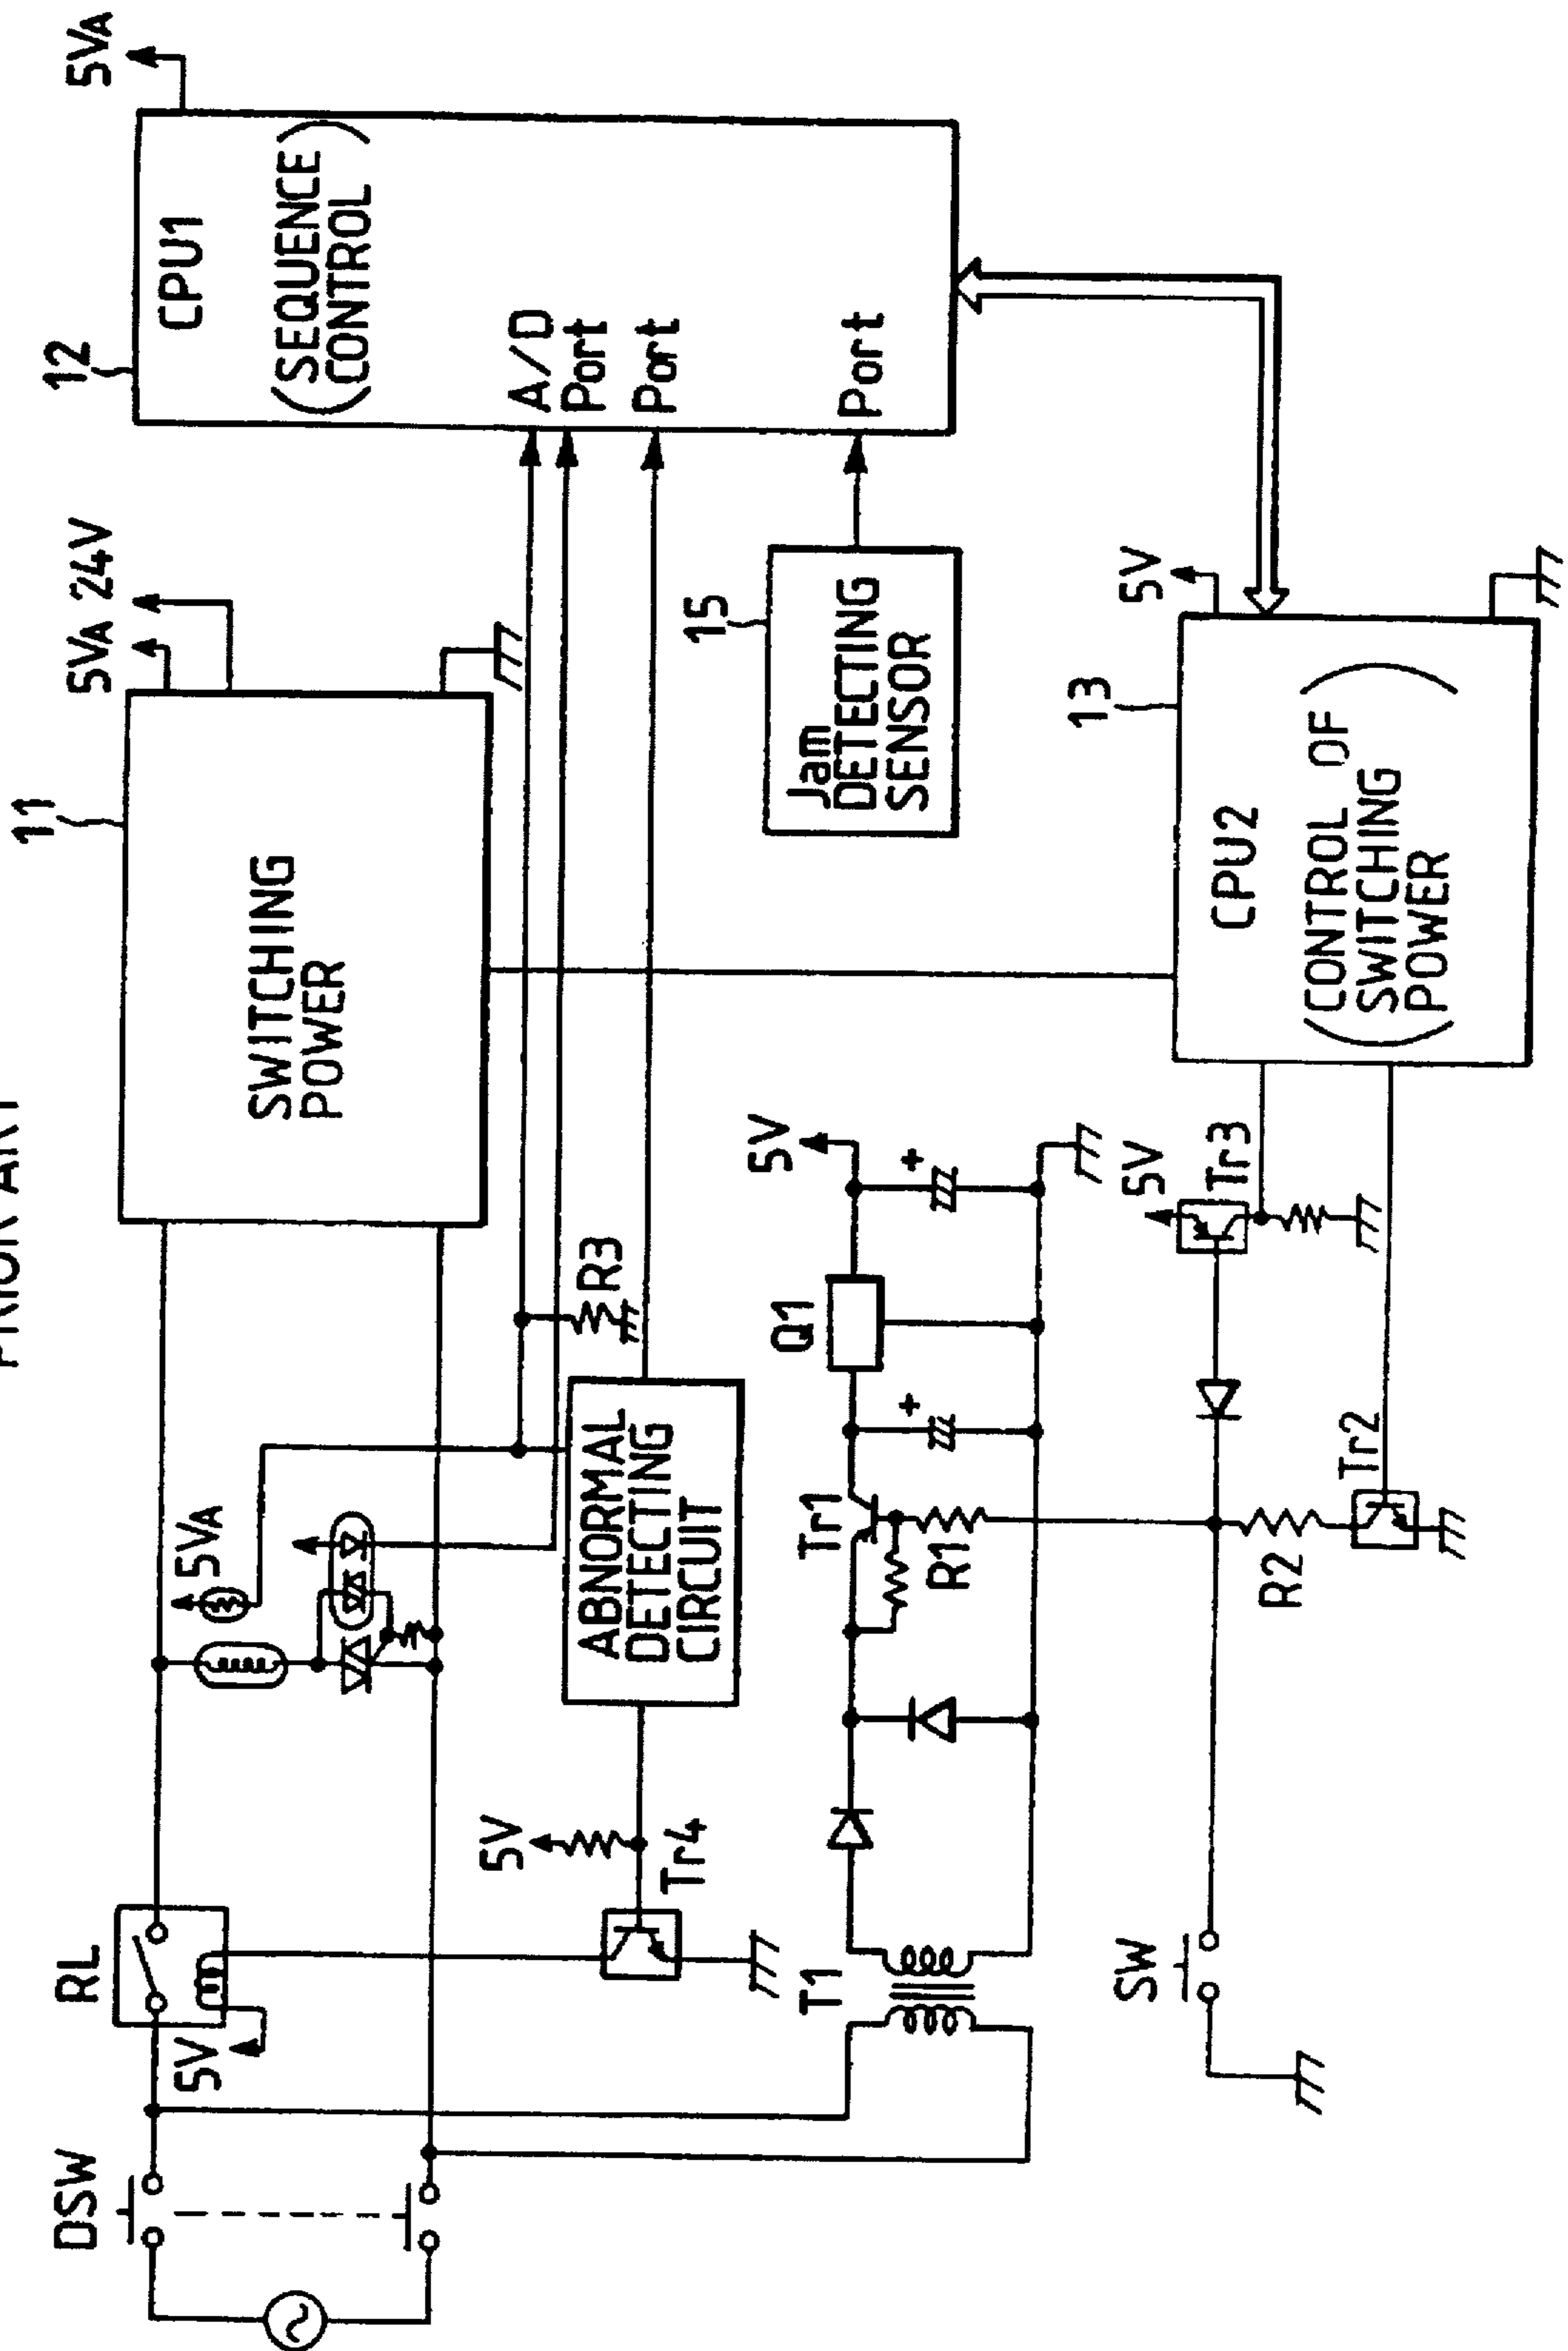 PRIOR ART
DSW
RL
5V
5VA
11
SWITCHING
POWER
5VA 24V
12
CPU1
(SEQUENCE
CONTROL)
5VA
A/D
Port
Port
Port
5V
Tr4
ABNORMAL
DETECTING
CIRCUIT
R3
15
Jam
DETECTING
SENSOR
T1
Tr1
R1
+
Q1
+
5V
SW
R2
Tr2
5V
Tr3
13
CPU2
(CONTROL OF
SWITCHING
POWER)
5V